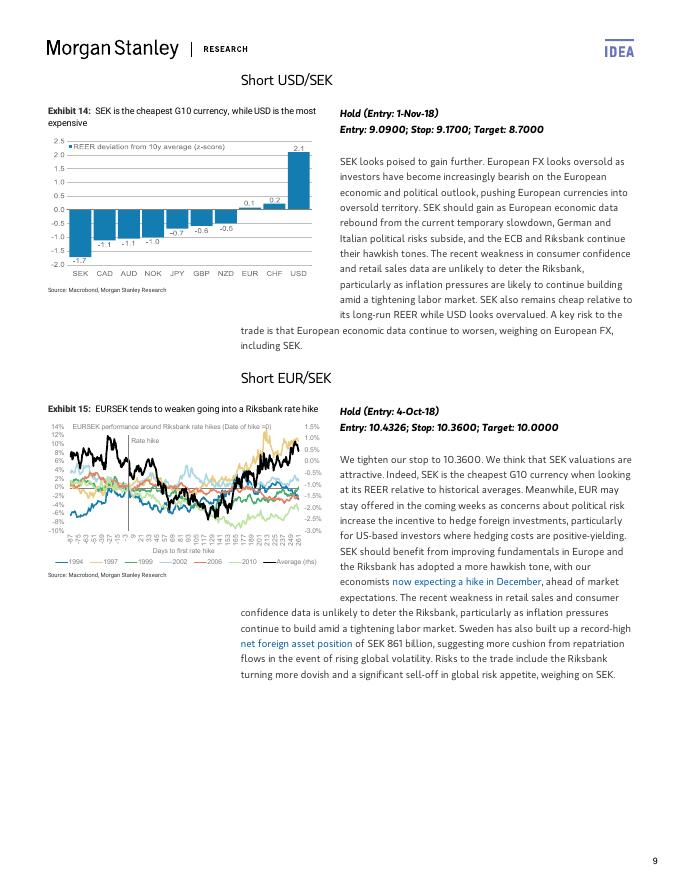 Morgan Stanley | RESEARCH
IDEA
Short USD/SEK
Exhibit 14: SEK is the cheapest G10 currency, while USD is the most
expensive
REER deviation from 10y average (z-score)
2.5
2.0
1.5
1.0
0.5
0.0
-0.5
-1.0
-1.5
-2.0
-1.7
-1.1
-1.1
-1.0
-0.7
-0.6
-0.5
0.1
0.2
2.1
SEK CAD AUD NOK JPY GBP NZD EUR CHF USD
Source: Macrobond, Morgan Stanley Research
Hold (Entry: 1-Nov-18)
Entry: 9.0900; Stop: 9.1700; Target: 8.7000
SEK looks poised to gain further. European FX looks oversold as
investors have become increasingly bearish on the European
economic and political outlook, pushing European currencies into
oversold territory. SEK should gain as European economic data
rebound from the current temporary slowdown, German and
Italian political risks subside, and the ECB and Riksbank continue
their hawkish tones. The recent weakness in consumer confidence
and retail sales data are unlikely to deter the Riksbank,
particularly as inflation pressures are likely to continue building
amid a tightening labor market. SEK also remains cheap relative to
its long-run REER while USD looks overvalued. A key risk to the
trade is that European economic data continue to worsen, weighing on European FX,
including SEK.
Short EUR/SEK
Exhibit 15: EURSEK tends to weaken going into a Riksbank rate hike
EURSEK performance around Riksbank rate hikes (Date of hike =0)
Rate hike
14%
12%
10%
8%
6%
4%
2%
0%
-2%
-4%
-6%
-8%
-10%
1.5%
1.0%
0.5%
0.0%
-0.5%
-1.0%
-1.5%
-2.0%
-2.5%
-3.0%
-87 -75 -63 -51 -39 -27 -15 -3 9 21 33 45 57 69 81 93 105 117 129 141 153 165 177 189 201 213 225 237 249 261
Days to first rate hike
1994 1997 1999 2002 2006 2010 Average (rhs)
Source: Macrobond, Morgan Stanley Research
Hold (Entry: 4-Oct-18)
Entry: 10.4326; Stop: 10.3600; Target: 10.0000
We tighten our stop to 10.3600. We think that SEK valuations are
attractive. Indeed, SEK is the cheapest G10 currency when looking
at its REER relative to historical averages. Meanwhile, EUR may
stay offered in the coming weeks as concerns about political risk
increase the incentive to hedge foreign investments, particularly
for US-based investors where hedging costs are positive-yielding.
SEK should benefit from improving fundamentals in Europe and
the Riksbank has adopted a more hawkish tone, with our
economists now expecting a hike in December, ahead of market
expectations. The recent weakness in retail sales and consumer
confidence data is unlikely to deter the Riksbank, particularly as inflation pressures
continue to build amid a tightening labor market. Sweden has also built up a record-high
net foreign asset position of SEK 861 billion, suggesting more cushion from repatriation
flows in the event of rising global volatility. Risks to the trade include the Riksbank
turning more dovish and a significant sell-off in global risk appetite, weighing on SEK.
9